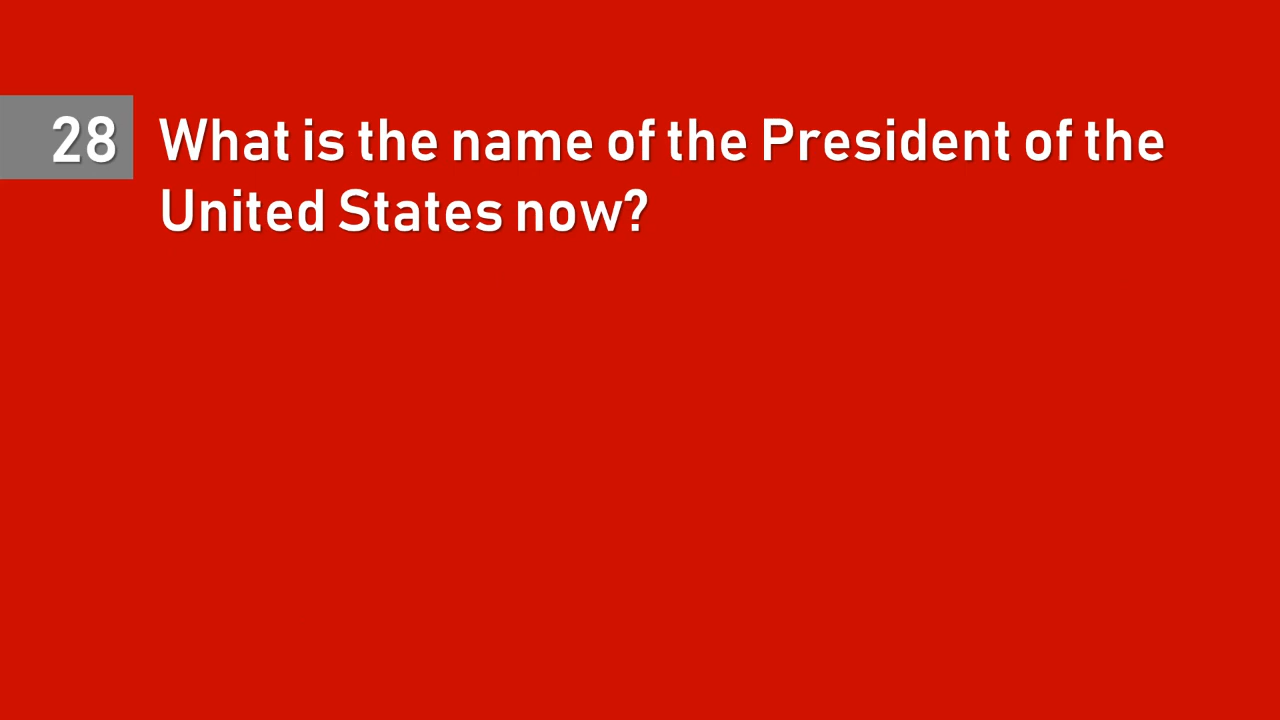 28 What is the name of the President of the
United States now?